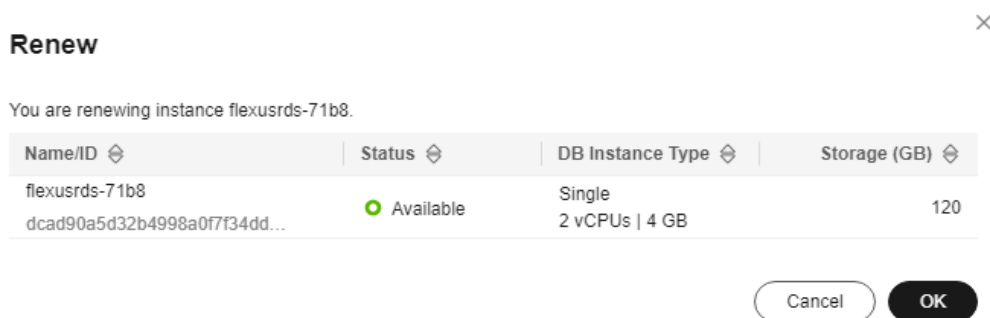 Renew
You are renewing instance flexusrds-71b8.
Name/ID Status DB Instance Type Storage (GB)
flexusrds-71b8
dcad90a5d32b4998a0f7f34dd...
Available
Single
2 vCPUs | 4 GB
120
Cancel OK